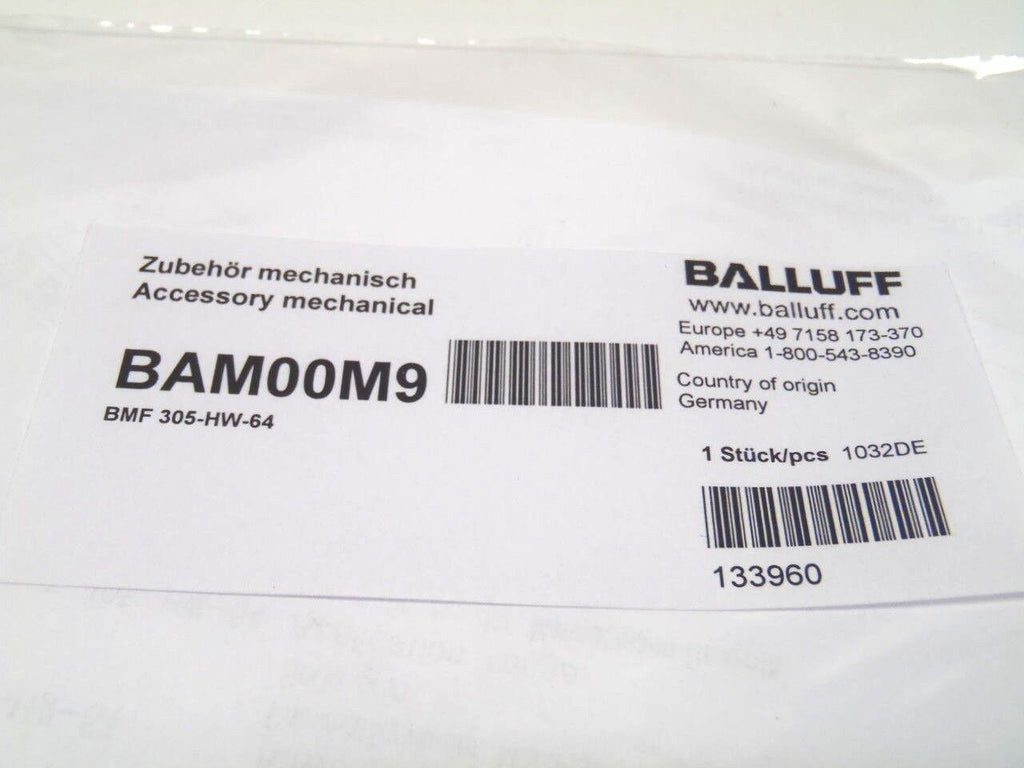 Zubehör mechanisch
Accessory mechanical
BAM00M9
BMF 305-HW-64
BALLUFF
www.balluff.com
Europe +49 7158 173-370
America 1-800-543-8390
Country of origin
Germany
1 Stück/pcs 1032DE
133960